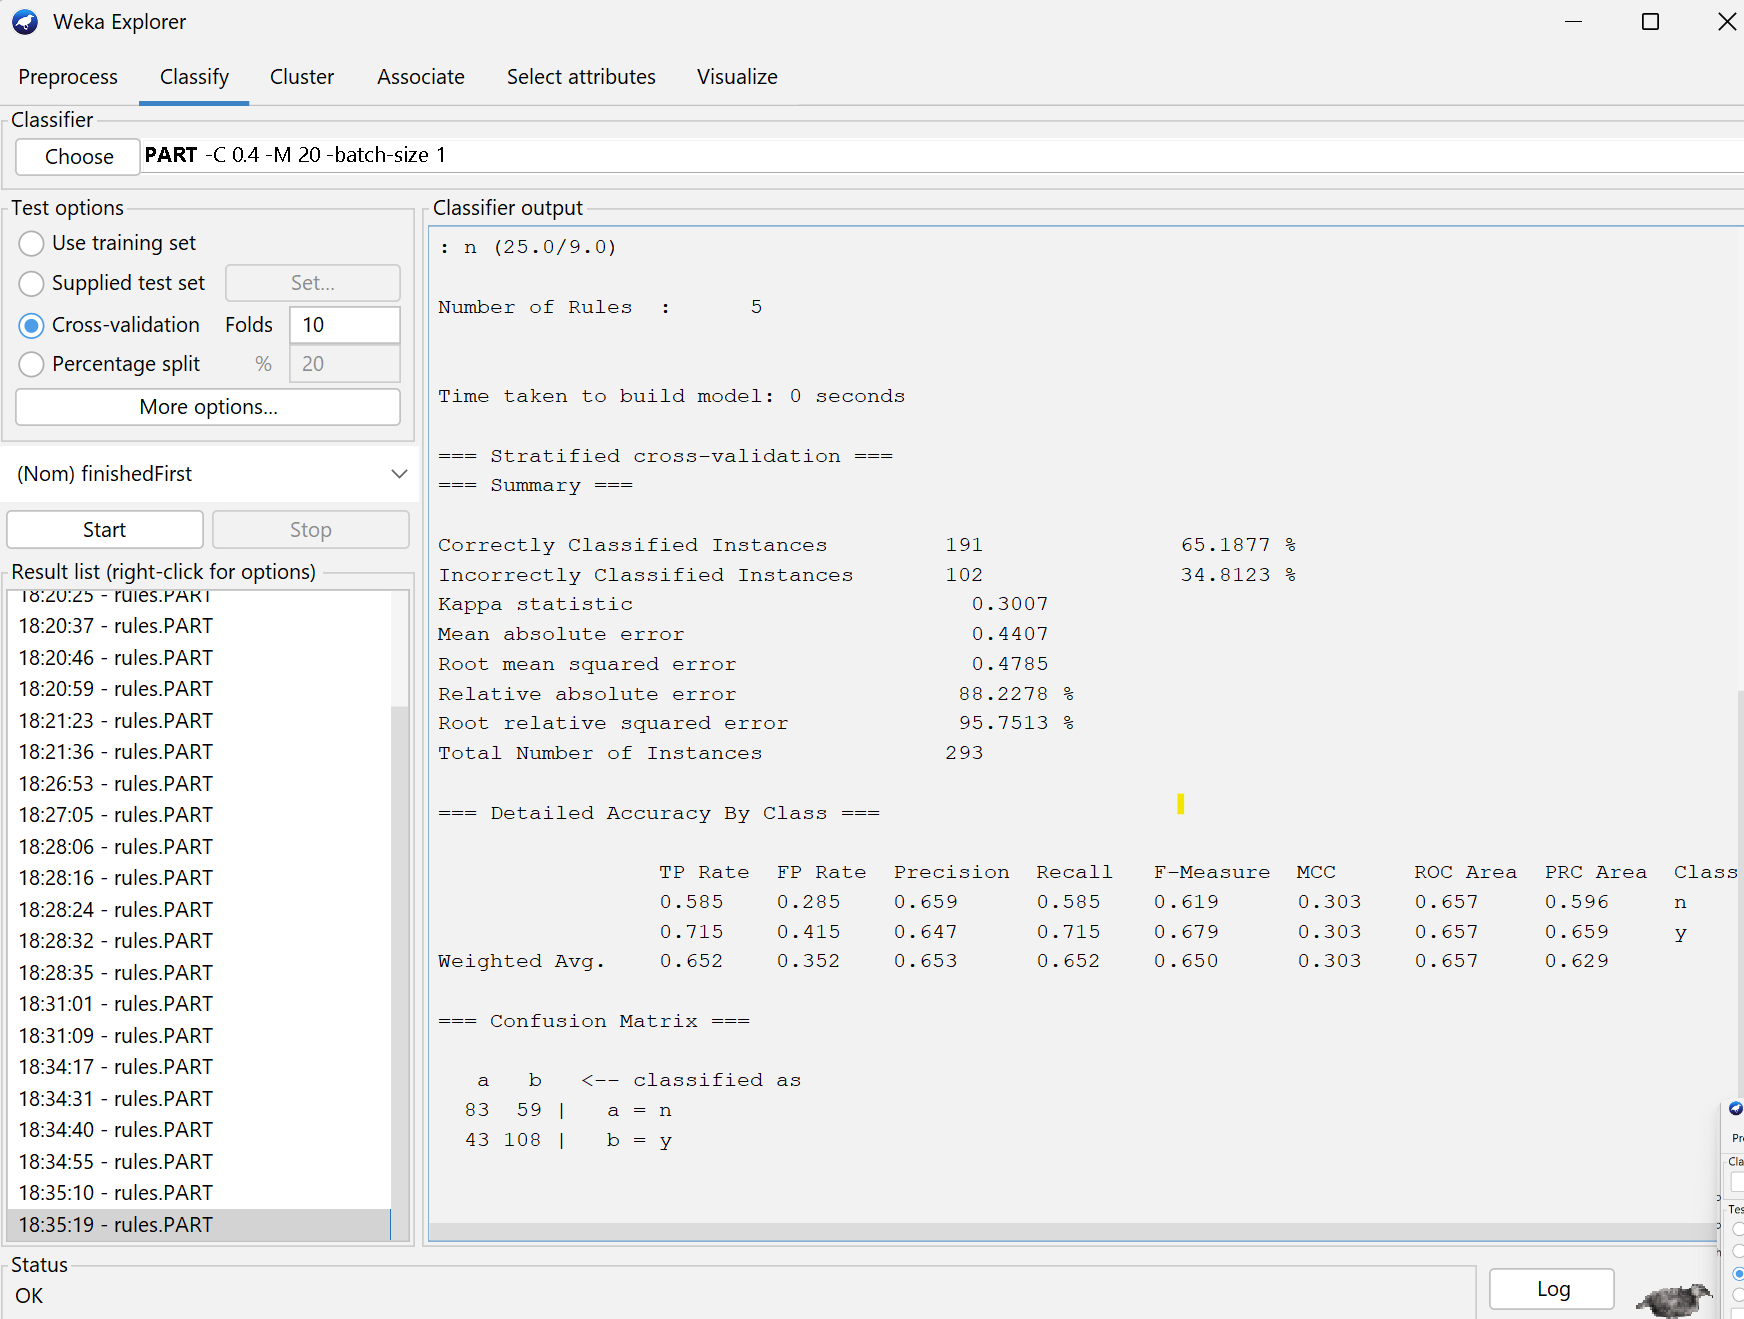 Weka Explorer
Preprocess Classify Cluster Associate Select attributes Visualize
Classifier
Choose PART -C 0.4 -M 20 -batch-size 1
Test options
Use training set
Supplied test set Set...
Cross-validation Folds 10
Percentage split % 20
More options...
(Nom) finishedFirst
Start Stop
Result list (right-click for options)
18:20:25 - rules.PART
18:20:37 - rules.PART
18:20:46 - rules.PART
18:20:59 - rules.PART
18:21:23 - rules.PART
18:21:36 - rules.PART
18:26:53 - rules.PART
18:27:05 - rules.PART
18:28:06 - rules.PART
18:28:16 - rules.PART
18:28:24 - rules.PART
18:28:32 - rules.PART
18:28:35 - rules.PART
18:31:01 - rules.PART
18:31:09 - rules.PART
18:34:17 - rules.PART
18:34:31 - rules.PART
18:34:40 - rules.PART
18:34:55 - rules.PART
18:35:10 - rules.PART
18:35:19 - rules.PART
Classifier output
: n (25.0/9.0)
Number of Rules : 5
Time taken to build model: 0 seconds
=== Stratified cross-validation ===
=== Summary ===
Correctly Classified Instances 191 65.1877 %
Incorrectly Classified Instances 102 34.8123 %
Kappa statistic 0.3007
Mean absolute error 0.4407
Root mean squared error 0.4785
Relative absolute error 88.2278 %
Root relative squared error 95.7513 %
Total Number of Instances 293
=== Detailed Accuracy By Class ===
TP Rate FP Rate Precision Recall F-Measure MCC ROC Area PRC Area Class
0.585 0.285 0.659 0.585 0.619 0.303 0.657 0.596 n
0.715 0.415 0.647 0.715 0.679 0.303 0.657 0.659 y
Weighted Avg. 0.652 0.352 0.653 0.652 0.650 0.303 0.657 0.629
=== Confusion Matrix ===
a b <-- classified as
83 59 | a = n
43 108 | b = y
Status
OK
Log
Pr
Cla
Tes